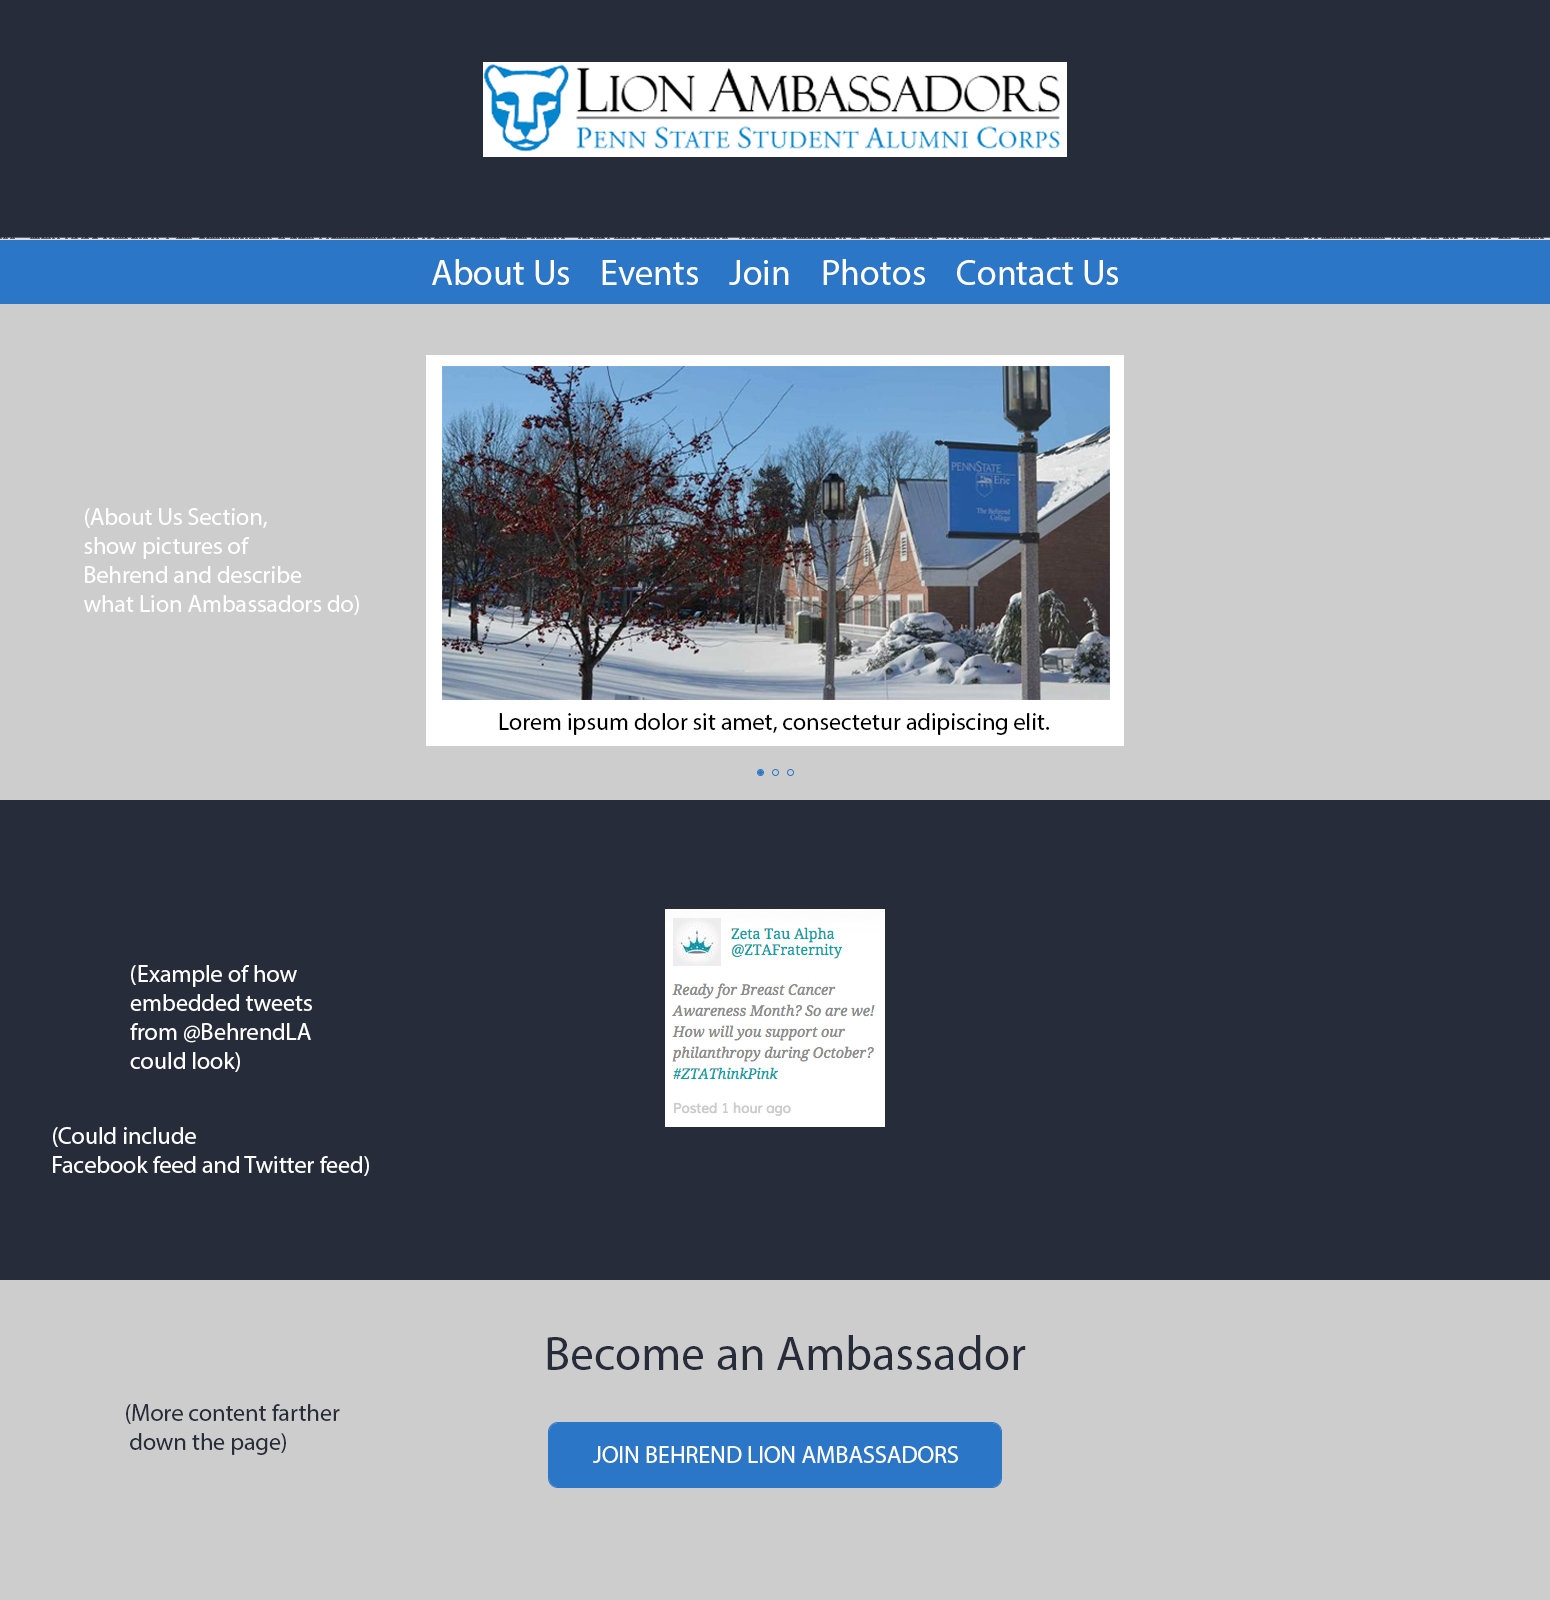 LION AMBASSADORS
PENN STATE STUDENT ALUMNI CORPS
About Us Events Join Photos Contact Us
(About Us Section,
show pictures of
Behrend and describe
what Lion Ambassadors do)
PENNSTATE
Erie
The Behrend
College
Lorem ipsum dolor sit amet, consectetur adipiscing elit.
(Example of how
embedded tweets
from @BehrendLA
could look)
(Could include
Facebook feed and Twitter feed)
Zeta Tau Alpha
@ZTAFraternity
Ready for Breast Cancer
Awareness Month? So are we!
How will you support our
philanthropy during October?
#ZTAThinkPink
Posted 1 hour ago
Become an Ambassador
(More content farther
down the page)
JOIN BEHREND LION AMBASSADORS